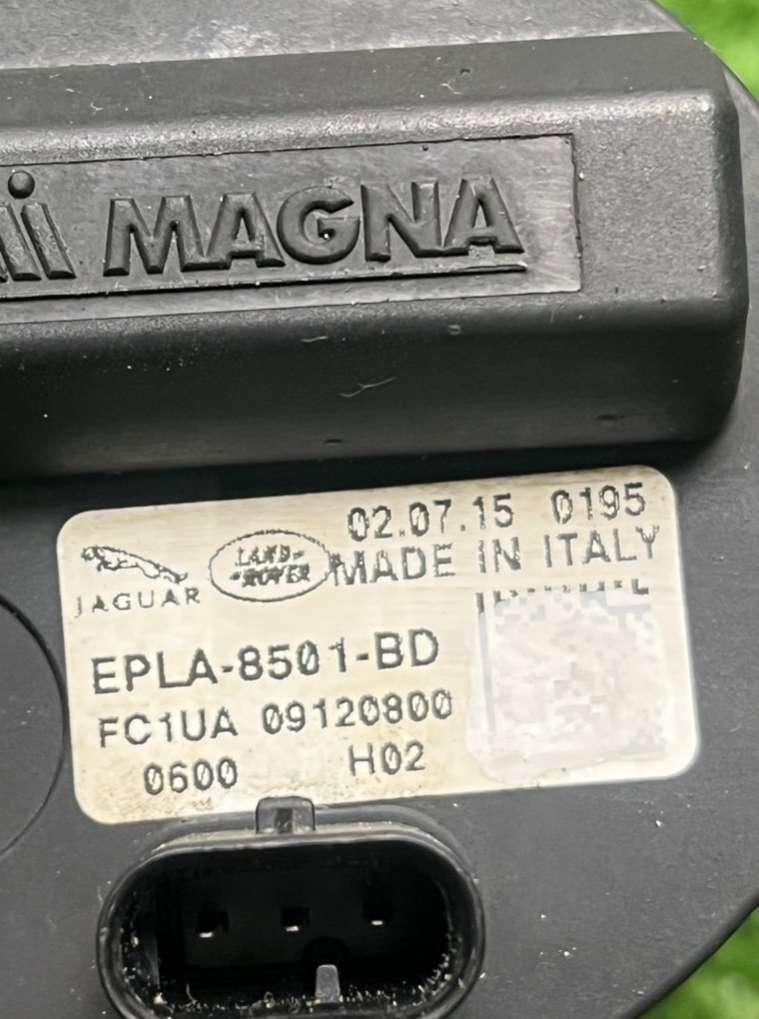 MAGNA
02.07.15 0195
JAGUAR
LAND-
ROVER
MADE IN ITALY
EPLA-8501-BD
FC1UA 09120800
0600 H02